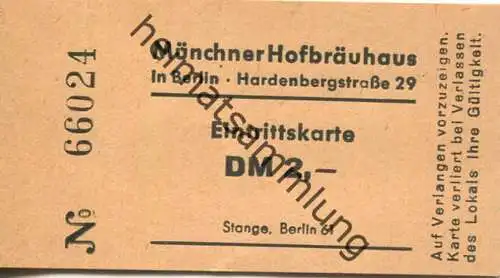 No 66024
Münchner Hofbräuhaus
In Berlin · Hardenbergstraße 29
Eintrittskarte
DM 2,–
Stange, Berlin 61
Auf Verlangen vorzuzeigen.
Karte verliert bei Verlassen
des Lokals ihre Gültigkeit.
heimatsammlung